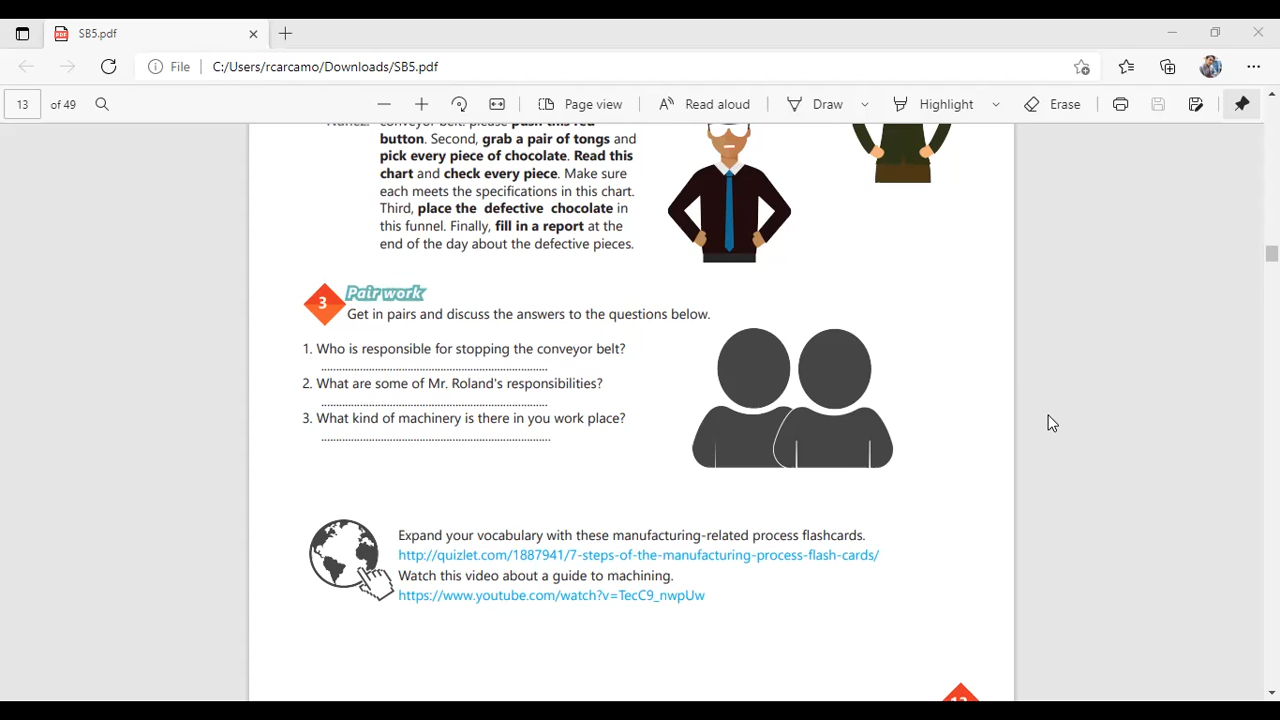 SB5.pdf
File
C:/Users/rcarcamo/Downloads/SB5.pdf
13 of 49
Page view
Read aloud
Draw
Highlight
Erase
conveyor belt: please push this red
button. Second, grab a pair of tongs and
pick every piece of chocolate. Read this
chart and check every piece. Make sure
each meets the specifications in this chart.
Third, place the defective chocolate in
this funnel. Finally, fill in a report at the
end of the day about the defective pieces.
3
Pair work
Get in pairs and discuss the answers to the questions below.
1. Who is responsible for stopping the conveyor belt?
2. What are some of Mr. Roland's responsibilities?
3. What kind of machinery is there in you work place?
Expand your vocabulary with these manufacturing-related process flashcards.
http://quizlet.com/1887941/7-steps-of-the-manufacturing-process-flash-cards/
Watch this video about a guide to machining.
https://www.youtube.com/watch?v=TecC9_nwpUw